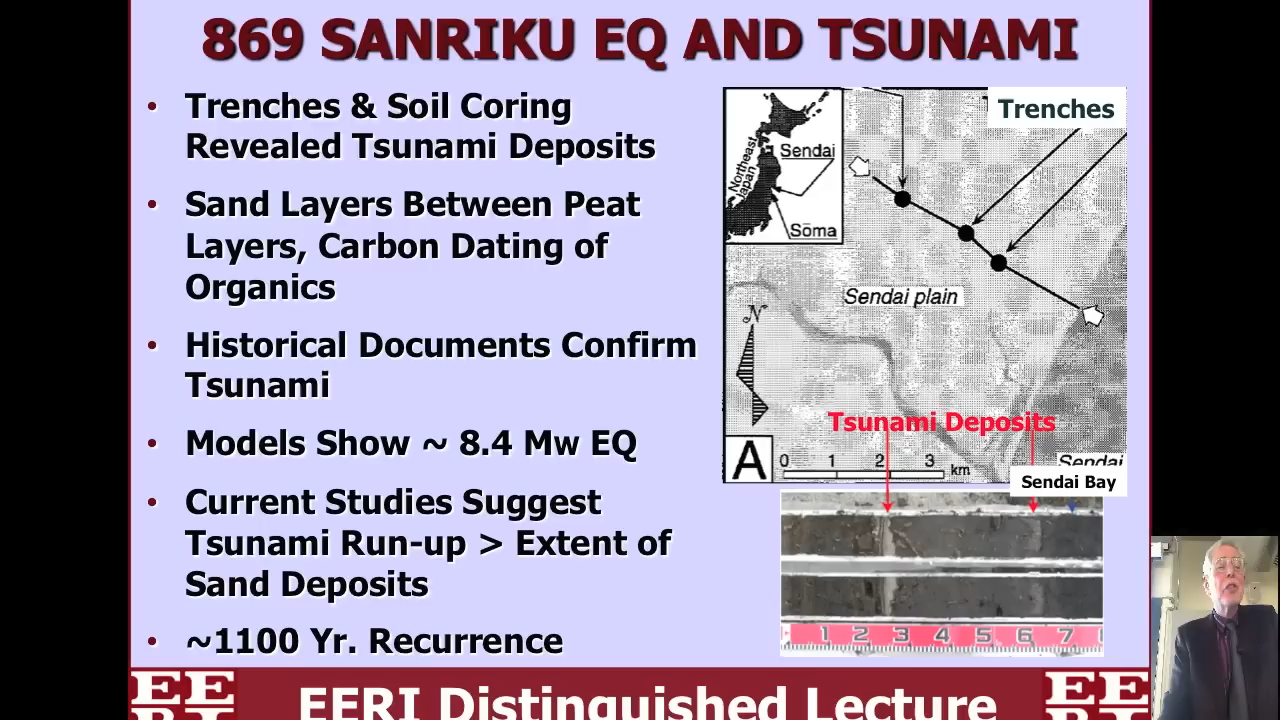 869 SANRIKU EQ AND TSUNAMI
• Trenches & Soil Coring
Revealed Tsunami Deposits
• Sand Layers Between Peat
Layers, Carbon Dating of
Organics
• Historical Documents Confirm
Tsunami
• Models Show ~ 8.4 Mw EQ
• Current Studies Suggest
Tsunami Run-up > Extent of
Sand Deposits
• ~1100 Yr. Recurrence
Trenches
Northeast
Japan
Sendai
Sōma
Sendai plain
N
Tsunami Deposits
A
0 1 2 3 km
Sendai
Sendai Bay
1 2 3 4 5 6 7
EERI
EERI Distinguished Lecture
EERI